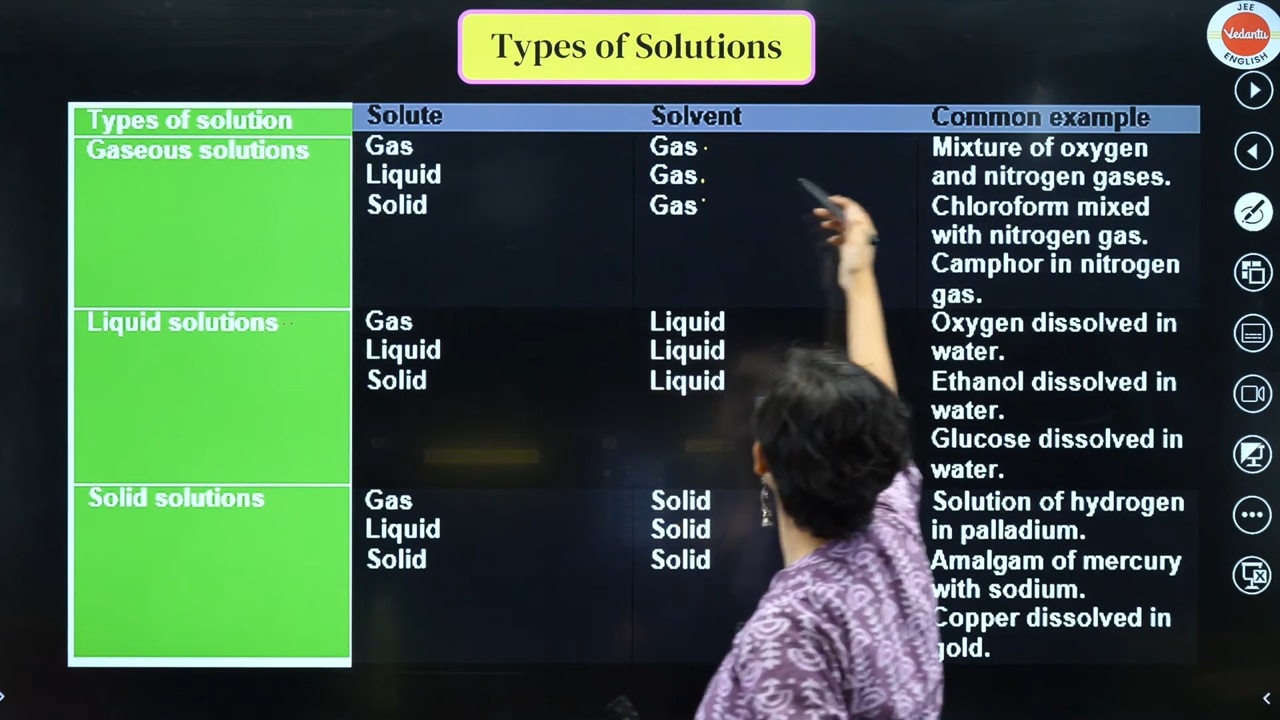 Types of Solutions
JEE
Vedantu
ENGLISH
Types of solution
Solute
Solvent
Common example
Gaseous solutions
Gas
Gas
Mixture of oxygen
Liquid
Gas
and nitrogen gases.
Solid
Gas
Chloroform mixed
with nitrogen gas.
Camphor in nitrogen
gas.
Liquid solutions
Gas
Liquid
Oxygen dissolved in
water.
Liquid
Liquid
Solid
Liquid
Ethanol dissolved in
water.
Glucose dissolved in
water.
Solid solutions
Gas
Solid
Solution of hydrogen
Liquid
Solid
in palladium.
Solid
Solid
Amalgam of mercury
with sodium.
Copper dissolved in
gold.